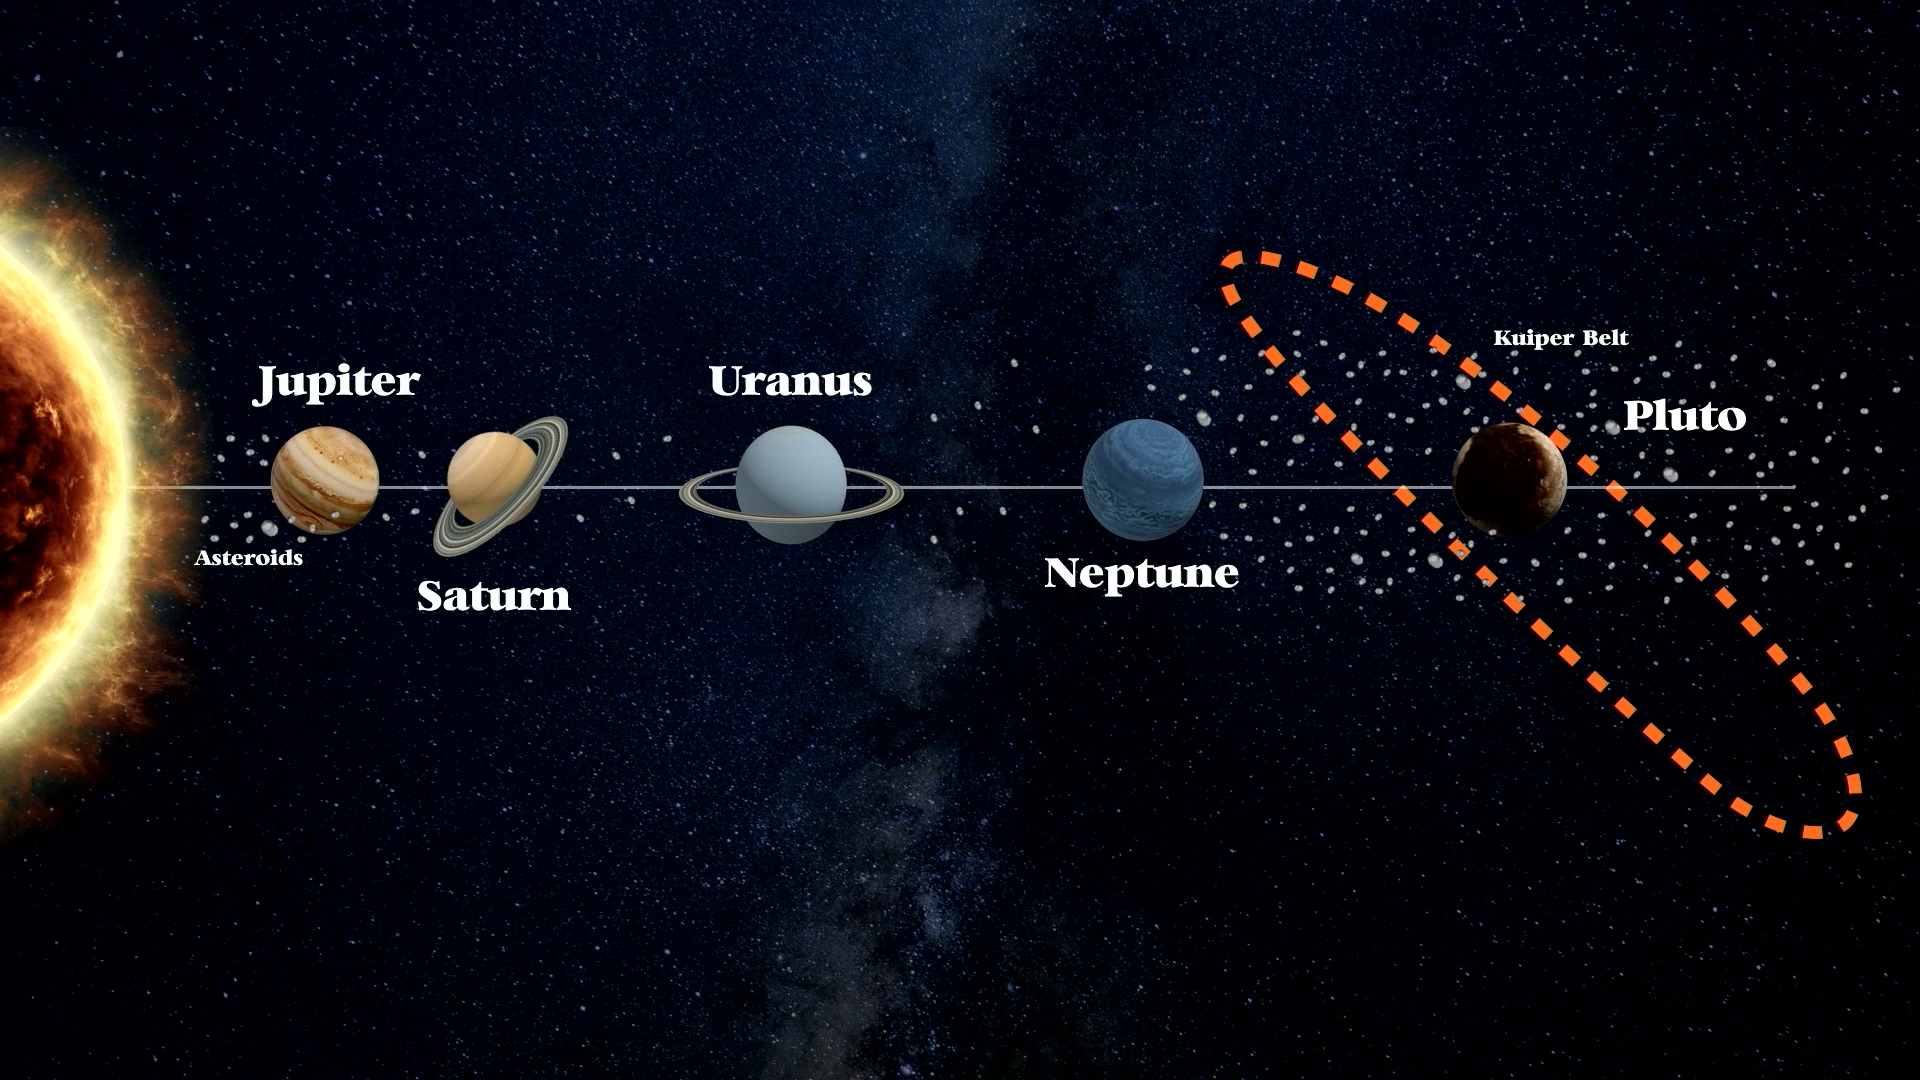 Kuiper Belt
Jupiter
Uranus
Pluto
Asteroids
Neptune
Saturn